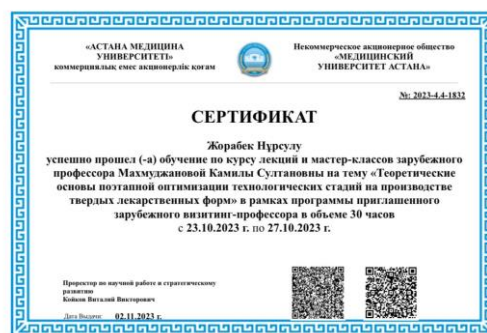 «АСТАНА МЕДИЦИНА
УНИВЕРСИТЕТІ»
коммерциялық емес акционерлік қоғам
Некоммерческое акционерное общество
«МЕДИЦИНСКИЙ
УНИВЕРСИТЕТ АСТАНА»
№: 2023-4.4-1832
СЕРТИФИКАТ
Жорабек Нұрсулу
успешно прошел (-а) обучение по курсу лекций и мастер-классов зарубежного
профессора Махмуджановой Камилы Султановны на тему «Теоретические
основы поэтапной оптимизации технологических стадий на производстве
твердых лекарственных форм» в рамках программы приглашенного
зарубежного визитинг-профессора в объеме 30 часов
с 23.10.2023 г. по 27.10.2023 г.
Проректор по научной работе и стратегическому
развитию
Койков Виталий Викторович
Дата Выдачи: 02.11.2023 г.